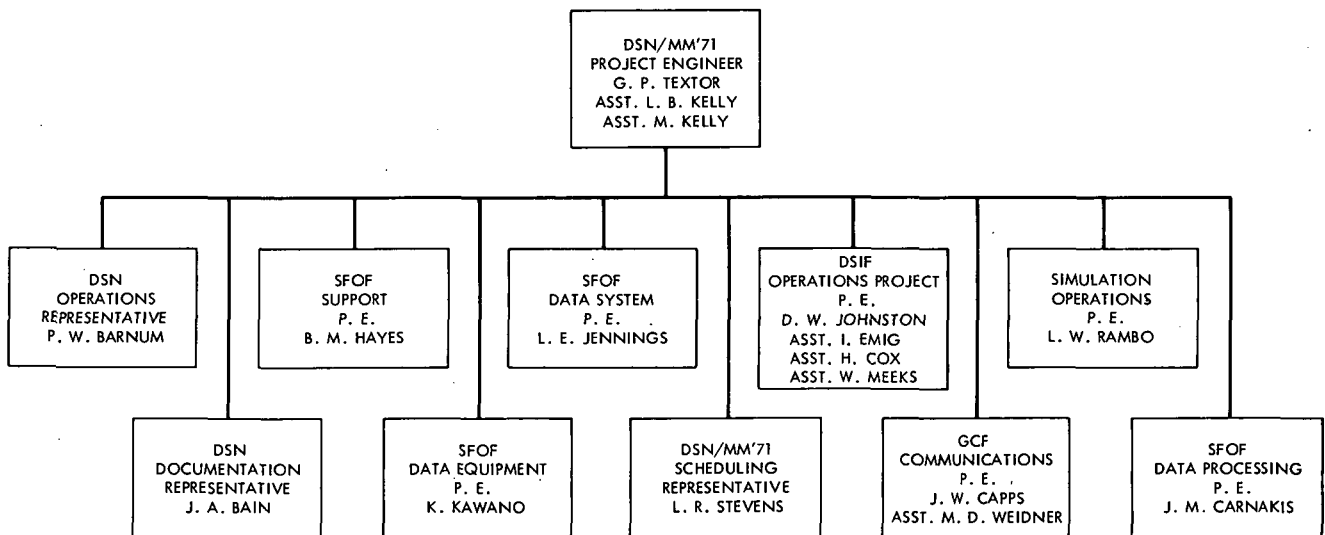 DSN/MM'71
PROJECT ENGINEER
G. P. TEXTOR
ASST. L. B. KELLY
ASST. M. KELLY
DSN
OPERATIONS
REPRESENTATIVE
P. W. BARNUM
SFOF
SUPPORT
P. E.
B. M. HAYES
SFOF
DATA SYSTEM
P. E.
L. E. JENNINGS
DSIF
OPERATIONS PROJECT
P. E.
D. W. JOHNSTON
ASST. I. EMIG
ASST. H. COX
ASST. W. MEEKS
SIMULATION
OPERATIONS
P. E.
L. W. RAMBO
DSN
DOCUMENTATION
REPRESENTATIVE
J. A. BAIN
SFOF
DATA EQUIPMENT
P. E.
K. KAWANO
DSN/MM'71
SCHEDULING
REPRESENTATIVE
L. R. STEVENS
GCF
COMMUNICATIONS
P. E.
J. W. CAPPS
ASST. M. D. WEIDNER
SFOF
DATA PROCESSING
P. E.
J. M. CARNAKIS